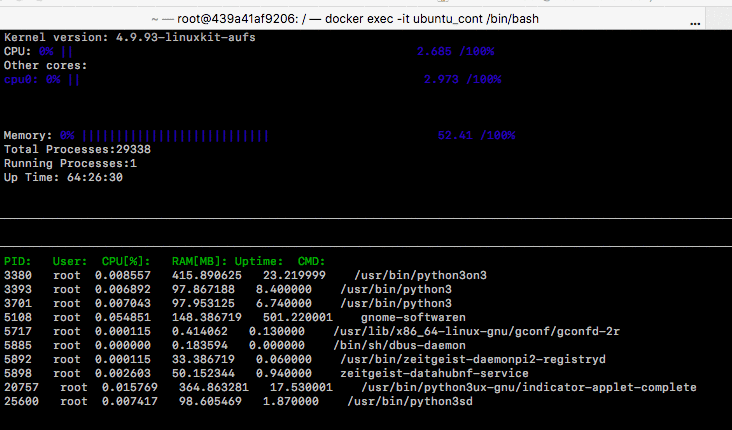 ~ — root@439a41af9206: / — docker exec -it ubuntu_cont /bin/bash
...
Kernel version: 4.9.93-linuxkit-aufs
CPU: 0% || 2.685 /100%
Other cores:
cpu0: 0% || 2.973 /100%
Memory: 0% ||||||||||||||||||||||||||| 52.41 /100%
Total Processes:29338
Running Processes:1
Up Time: 64:26:30
PID: User: CPU[%]: RAM[MB]: Uptime: CMD:
3380 root 0.008557 415.890625 23.219999 /usr/bin/python3on3
3393 root 0.006892 97.867188 8.400000 /usr/bin/python3
3701 root 0.007043 97.953125 6.740000 /usr/bin/python3
5108 root 0.054851 148.386719 501.220001 gnome-softwaren
5717 root 0.000115 0.414062 0.130000 /usr/lib/x86_64-linux-gnu/gconf/gconfd-2r
5885 root 0.000000 0.183594 0.000000 /bin/sh/dbus-daemon
5892 root 0.000115 33.386719 0.060000 /usr/bin/zeitgeist-daemonpi2-registryd
5898 root 0.002603 50.152344 0.940000 zeitgeist-datahubnf-service
20757 root 0.015769 364.863281 17.530001 /usr/bin/python3ux-gnu/indicator-applet-complete
25600 root 0.007417 98.605469 1.870000 /usr/bin/python3sd